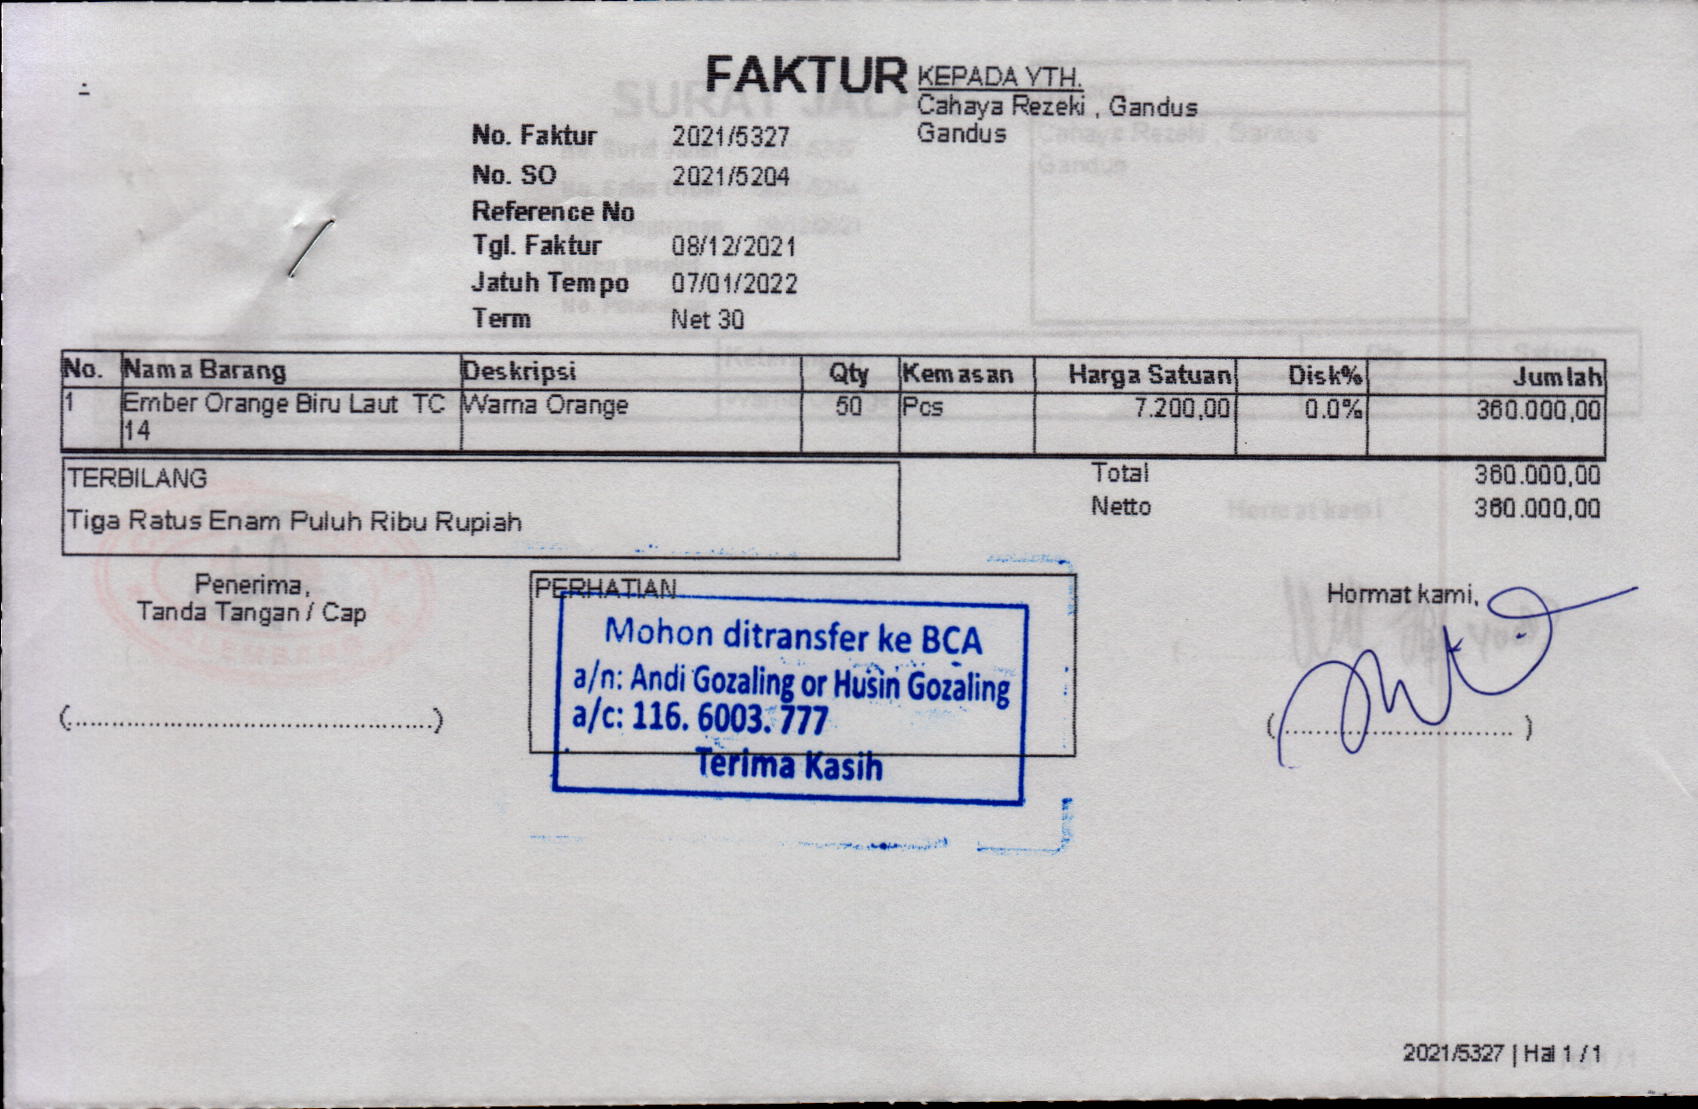 FAKTUR
KEPADA YTH.
Cahaya Rezeki , Gandus
Gandus
No. Faktur 2021/5327
No. SO 2021/5204
Reference No
Tgl. Faktur 08/12/2021
Jatuh Tempo 07/01/2022
Term Net 30
No. Nama Barang Deskripsi Qty Kemasan Harga Satuan Disk% Jumlah
1 Ember Orange Biru Laut TC Warna Orange 50 Pcs 7.200,00 0.0% 360.000,00
14
TERBILANG
Tiga Ratus Enam Puluh Ribu Rupiah
Total 360.000,00
Netto 360.000,00
Penerima,
Tanda Tangan / Cap
(................................................)
PERHATIAN
Mohon ditransfer ke BCA
a/n: Andi Gozaling or Husin Gozaling
a/c: 116. 6003. 777
Terima Kasih
Hormat kami,
(............................... )
2021/5327 | Hal 1 / 1